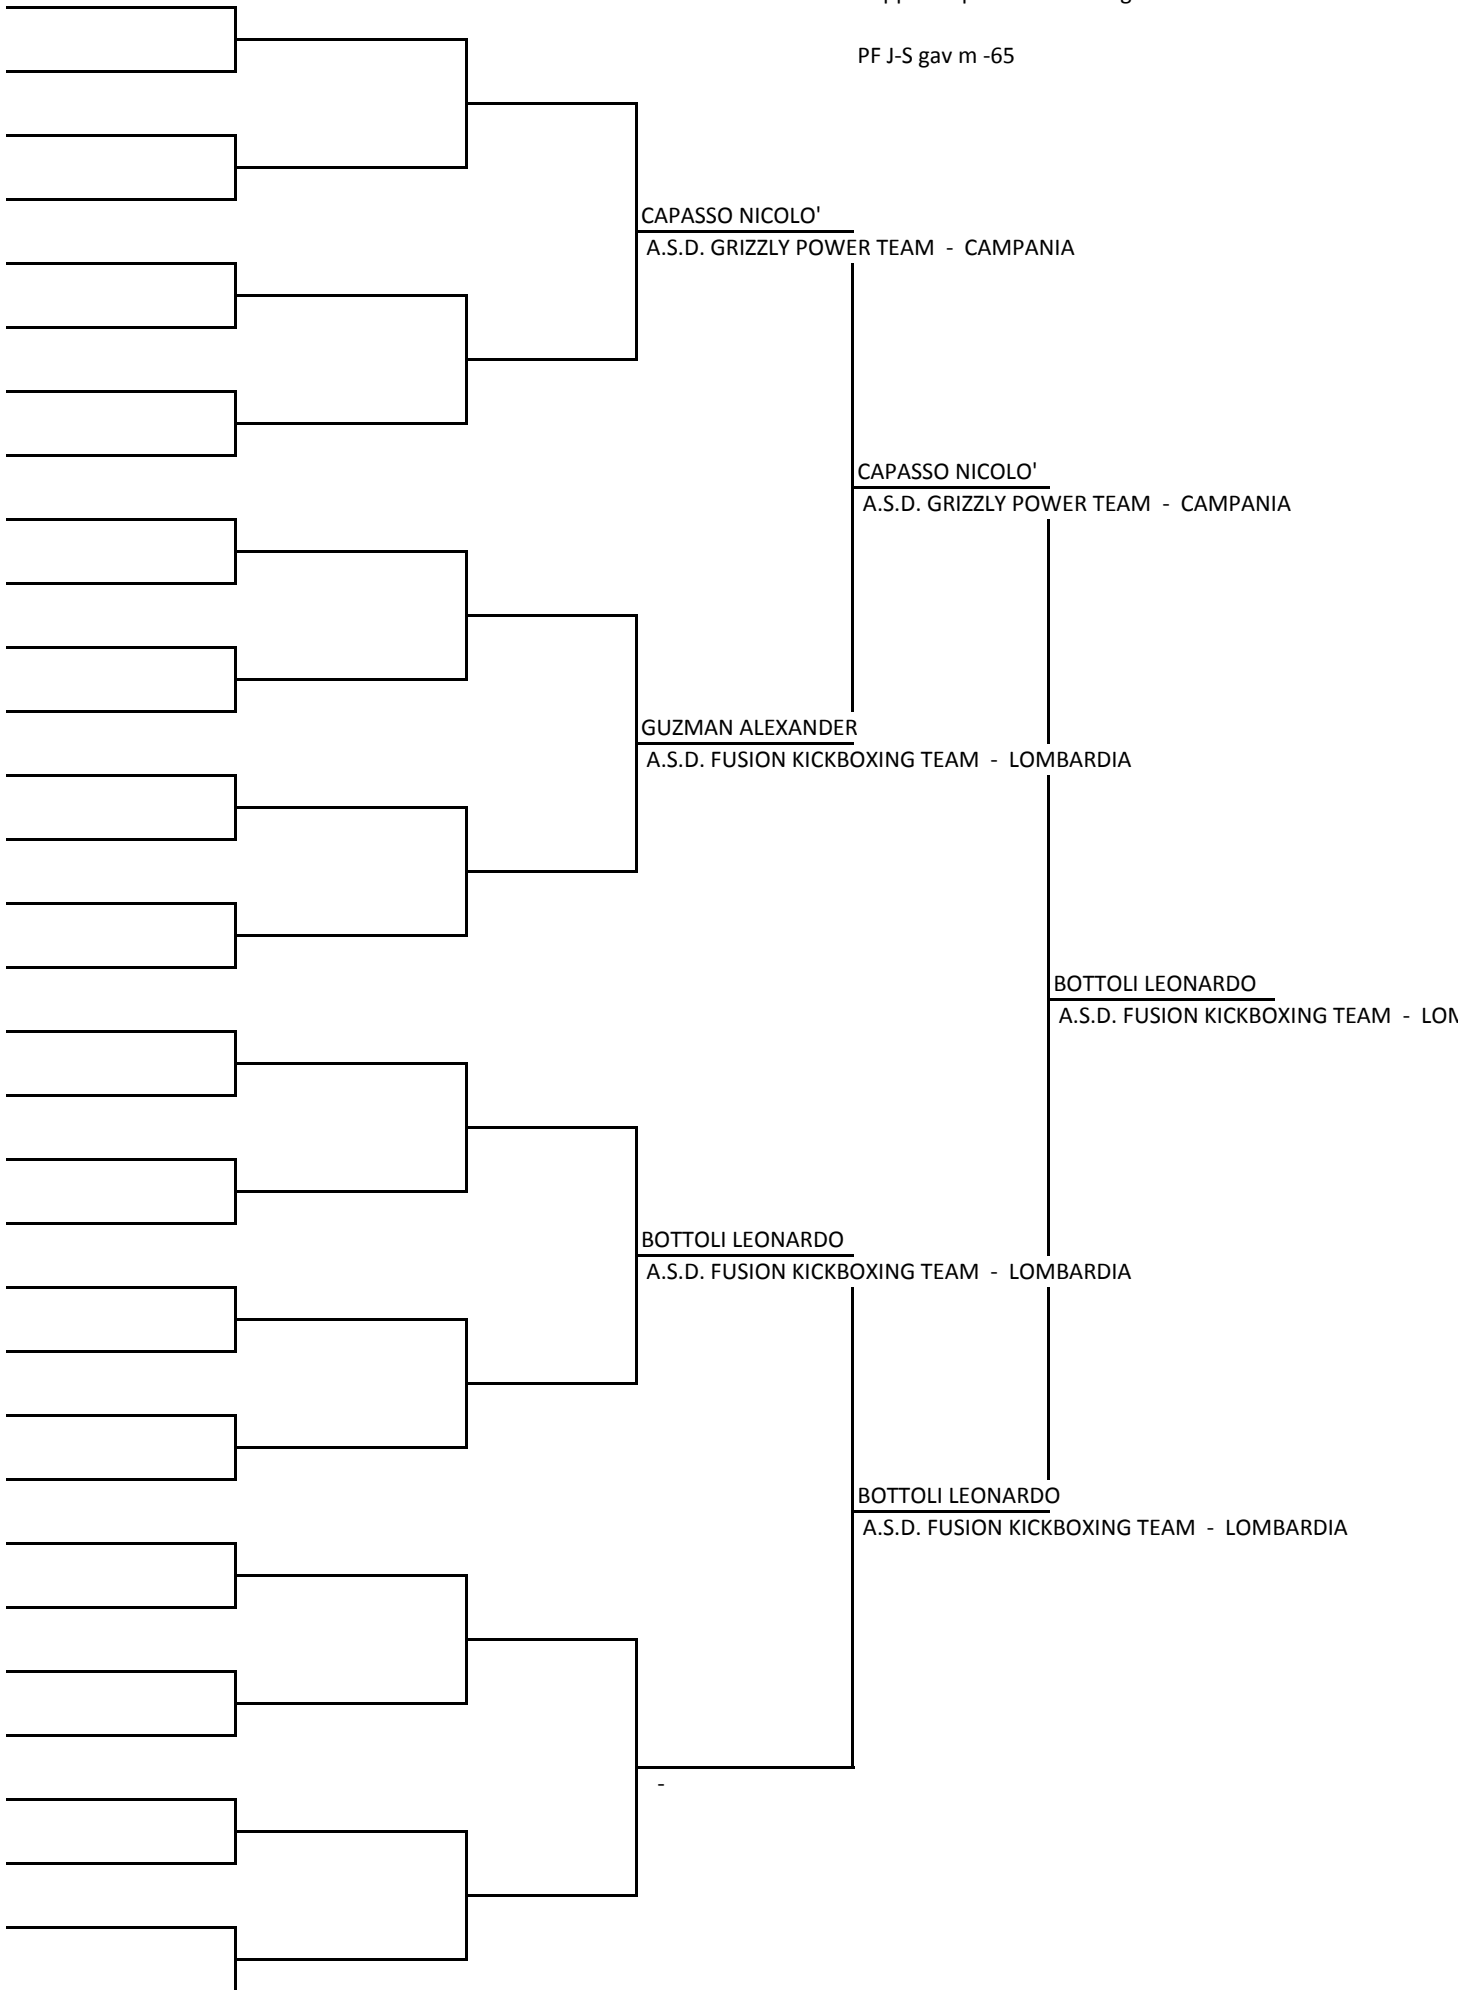 PF J-S gav m -65
CAPASSO NICOLO'
A.S.D. GRIZZLY POWER TEAM - CAMPANIA
CAPASSO NICOLO'
A.S.D. GRIZZLY POWER TEAM - CAMPANIA
GUZMAN ALEXANDER
A.S.D. FUSION KICKBOXING TEAM - LOMBARDIA
BOTTOLI LEONARDO
A.S.D. FUSION KICKBOXING TEAM - 
BOTTOLI LEONARDO
A.S.D. FUSION KICKBOXING TEAM - LOMBARDIA
BOTTOLI LEONARDO
A.S.D. FUSION KICKBOXING TEAM - LOMBARDIA
-